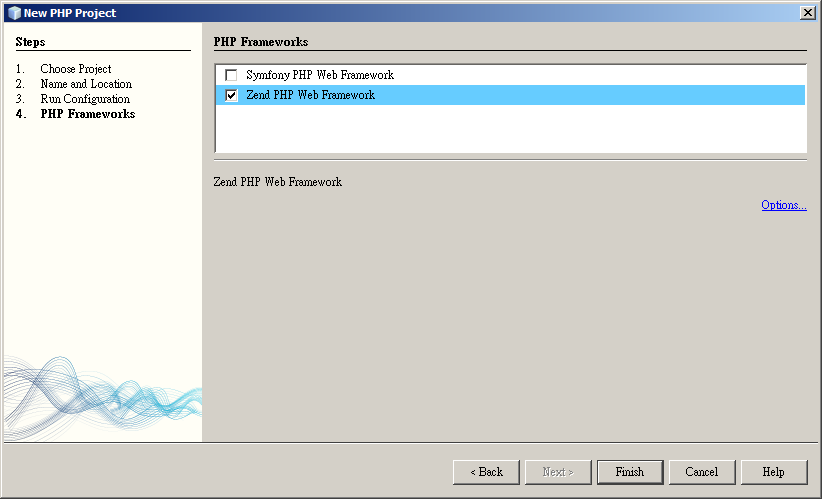 New PHP Project
Steps
1. Choose Project
2. Name and Location
3. Run Configuration
4. PHP Frameworks
PHP Frameworks
Symfony PHP Web Framework
Zend PHP Web Framework
Zend PHP Web Framework
Options...
< Back
Next >
Finish
Cancel
Help